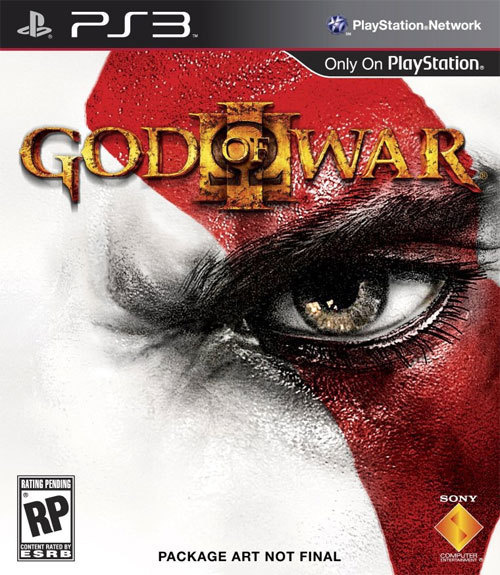 PS3
PlayStation®Network
Only On PlayStation®
GOD OF WAR
III
RATING PENDING
RP
CONTENT RATED BY
ESRB
PACKAGE ART NOT FINAL
SONY
COMPUTER
ENTERTAINMENT